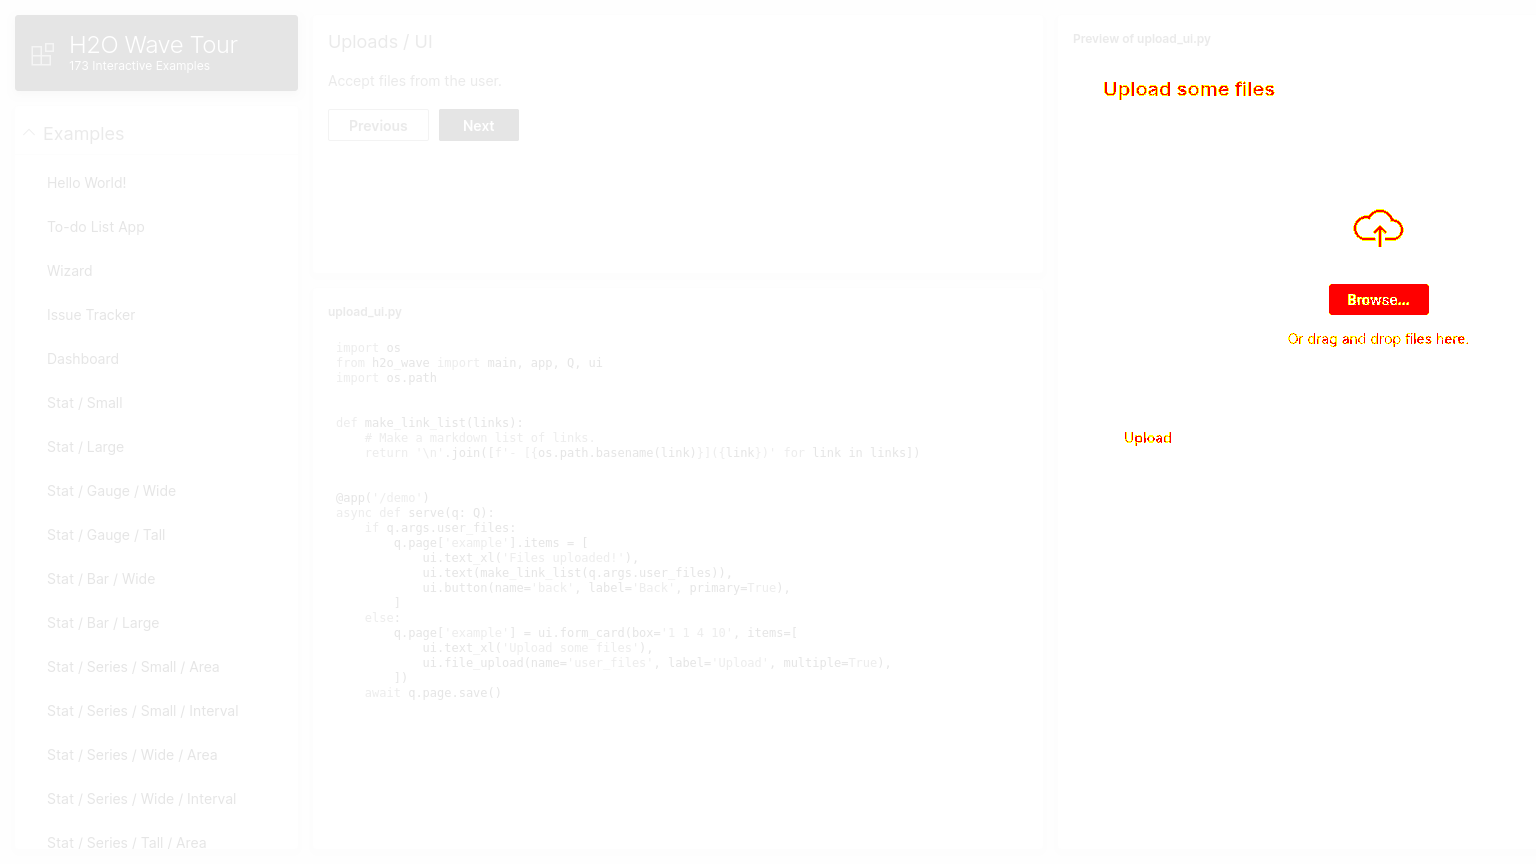 H2O Wave Tour
173 Interactive Examples
Examples
Hello World!
To-do List App
Wizard
Issue Tracker
Dashboard
Stat / Small
Stat / Large
Stat / Gauge / Wide
Stat / Gauge / Tall
Stat / Bar / Wide
Stat / Bar / Large
Stat / Series / Small / Area
Stat / Series / Small / Interval
Stat / Series / Wide / Area
Stat / Series / Wide / Interval
Stat / Series / Tall / Area
Uploads / UI
Accept files from the user.
Previous
Next
upload_ui.py
import os
from h2o_wave import main, app, Q, ui
import os.path
def make_link_list(links):
    # Make a markdown list of links.
    return '\n'.join([f'- [{os.path.basename(link)}]({link})' for link in links])
@app('/demo')
async def serve(q: Q):
    if q.args.user_files:
        q.page['example'].items = [
            ui.text_xl('Files uploaded!'),
            ui.text(make_link_list(q.args.user_files)),
            ui.button(name='back', label='Back', primary=True),
        ]
    else:
        q.page['example'] = ui.form_card(box='1 1 4 10', items=[
            ui.text_xl('Upload some files'),
            ui.file_upload(name='user_files', label='Upload', multiple=True),
        ])
    await q.page.save()
Preview of upload_ui.py
Upload some files
Browse...
Or drag and drop files here.
Upload